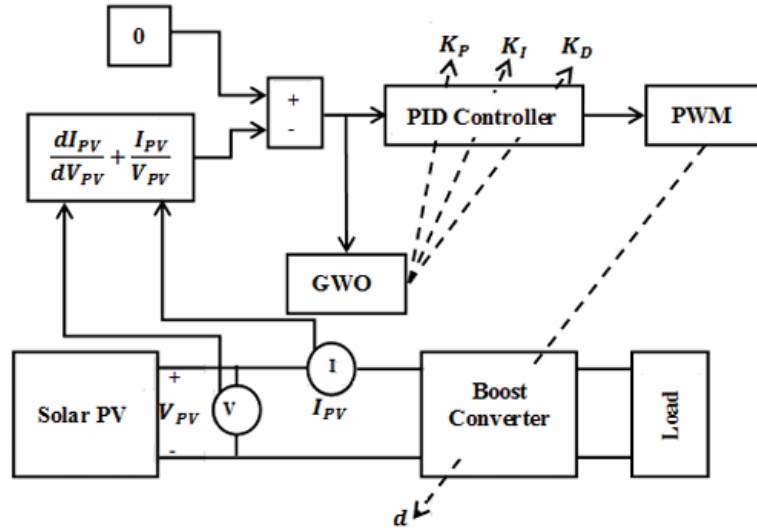 0
K_P K_I K_D
+
-
PID Controller
PWM
dI_PV/dV_PV + I_PV/V_PV
GWO
Solar PV
+
V_PV
-
V
I
I_PV
Boost
Converter
Load
d